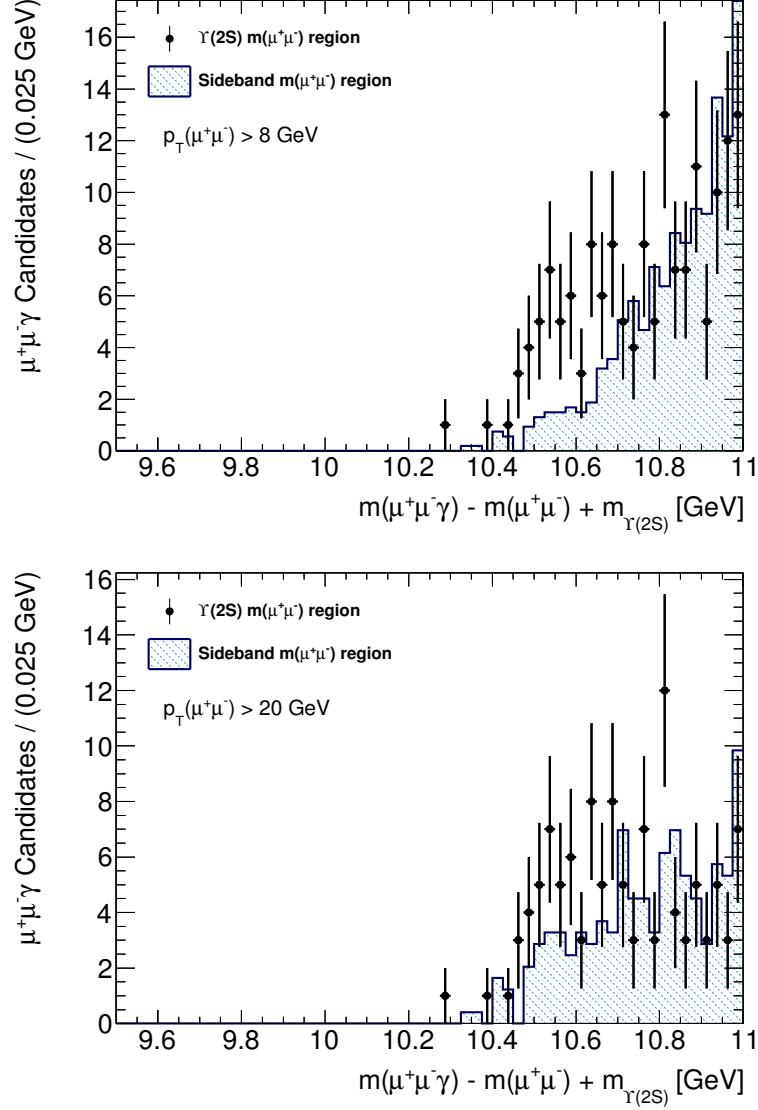 μ⁺μ⁻γ Candidates / (0.025 GeV)
16
14
12
10
8
6
4
2
0
ϒ(2S) m(μ⁺μ⁻) region
Sideband m(μ⁺μ⁻) region
p_T(μ⁺μ⁻) > 8 GeV
9.6 9.8 10 10.2 10.4 10.6 10.8 11
m(μ⁺μ⁻γ) - m(μ⁺μ⁻) + m_ϒ(2S) [GeV]
μ⁺μ⁻γ Candidates / (0.025 GeV)
16
14
12
10
8
6
4
2
0
ϒ(2S) m(μ⁺μ⁻) region
Sideband m(μ⁺μ⁻) region
p_T(μ⁺μ⁻) > 20 GeV
9.6 9.8 10 10.2 10.4 10.6 10.8 11
m(μ⁺μ⁻γ) - m(μ⁺μ⁻) + m_ϒ(2S) [GeV]